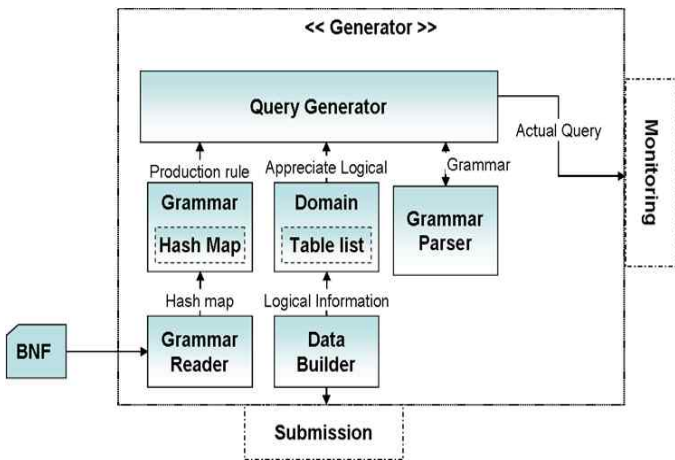 << Generator >>
Query Generator
Actual Query
Monitoring
Production rule
Appreciate Logical
Grammar
Grammar
Hash Map
Domain
Table list
Grammar
Parser
Hash map
Logical Information
BNF
Grammar
Reader
Data
Builder
Submission